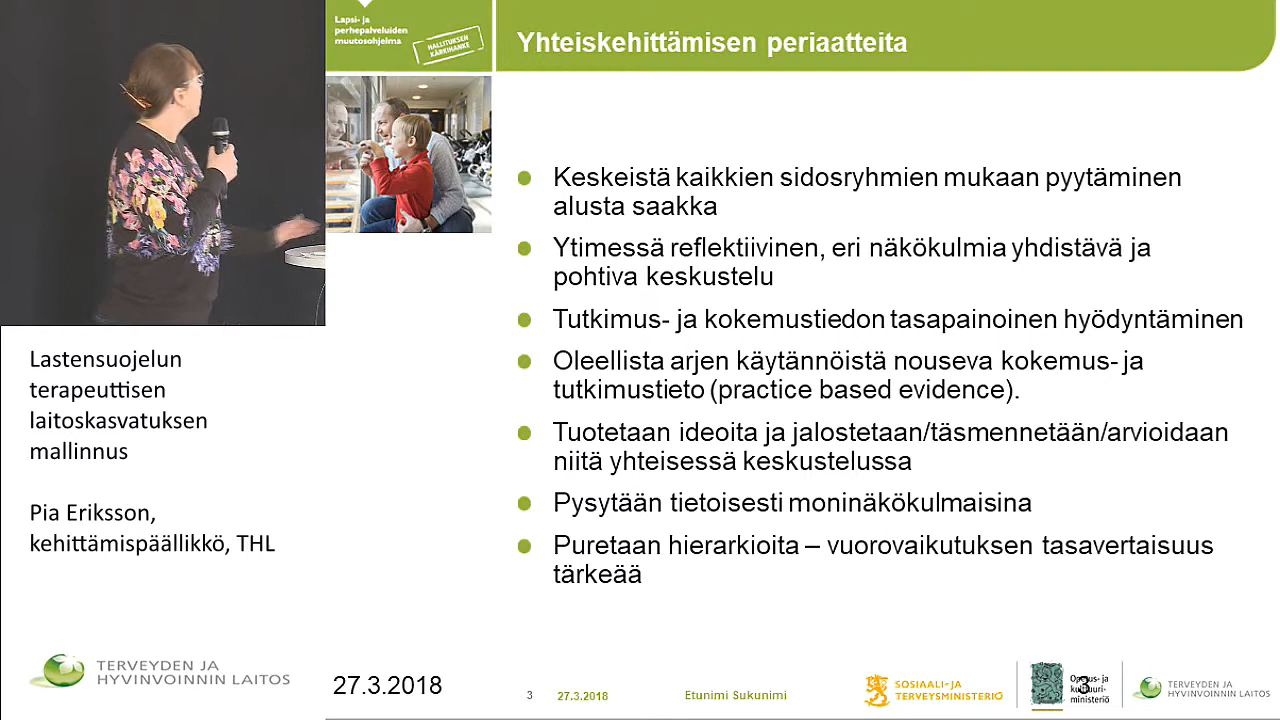 Lapsi- ja
perhepalveluiden
muutosohjelma
HALLITUKSEN
KÄRKIHANKE
Yhteiskehittämisen periaatteita
Keskeistä kaikkien sidosryhmien mukaan pyytäminen
alusta saakka
Ytimessä reflektiivinen, eri näkökulmia yhdistävä ja
pohtiva keskustelu
Tutkimus- ja kokemustiedon tasapainoinen hyödyntäminen
Oleellista arjen käytännöistä nouseva kokemus- ja
tutkimustieto (practice based evidence).
Tuotetaan ideoita ja jalostetaan/täsmennetään/arvioidaan
niitä yhteisessä keskustelussa
Pysytään tietoisesti moninäkökulmaisina
Puretaan hierarkioita – vuorovaikutuksen tasavertaisuus
tärkeää
Lastensuojelun
terapeuttisen
laitoskasvatuksen
mallinnus
Pia Eriksson,
kehittämispäällikkö, THL
TERVEYDEN JA
HYVINVOINNIN LAITOS
27.3.2018
3
27.3.2018
Etunimi Sukunimi
SOSIAALI- JA
TERVEYSMINISTERIÖ
Opetus- ja
kulttuuri-
ministeriö
3
TERVEYDEN JA
HYVINVOINNIN LAITOS